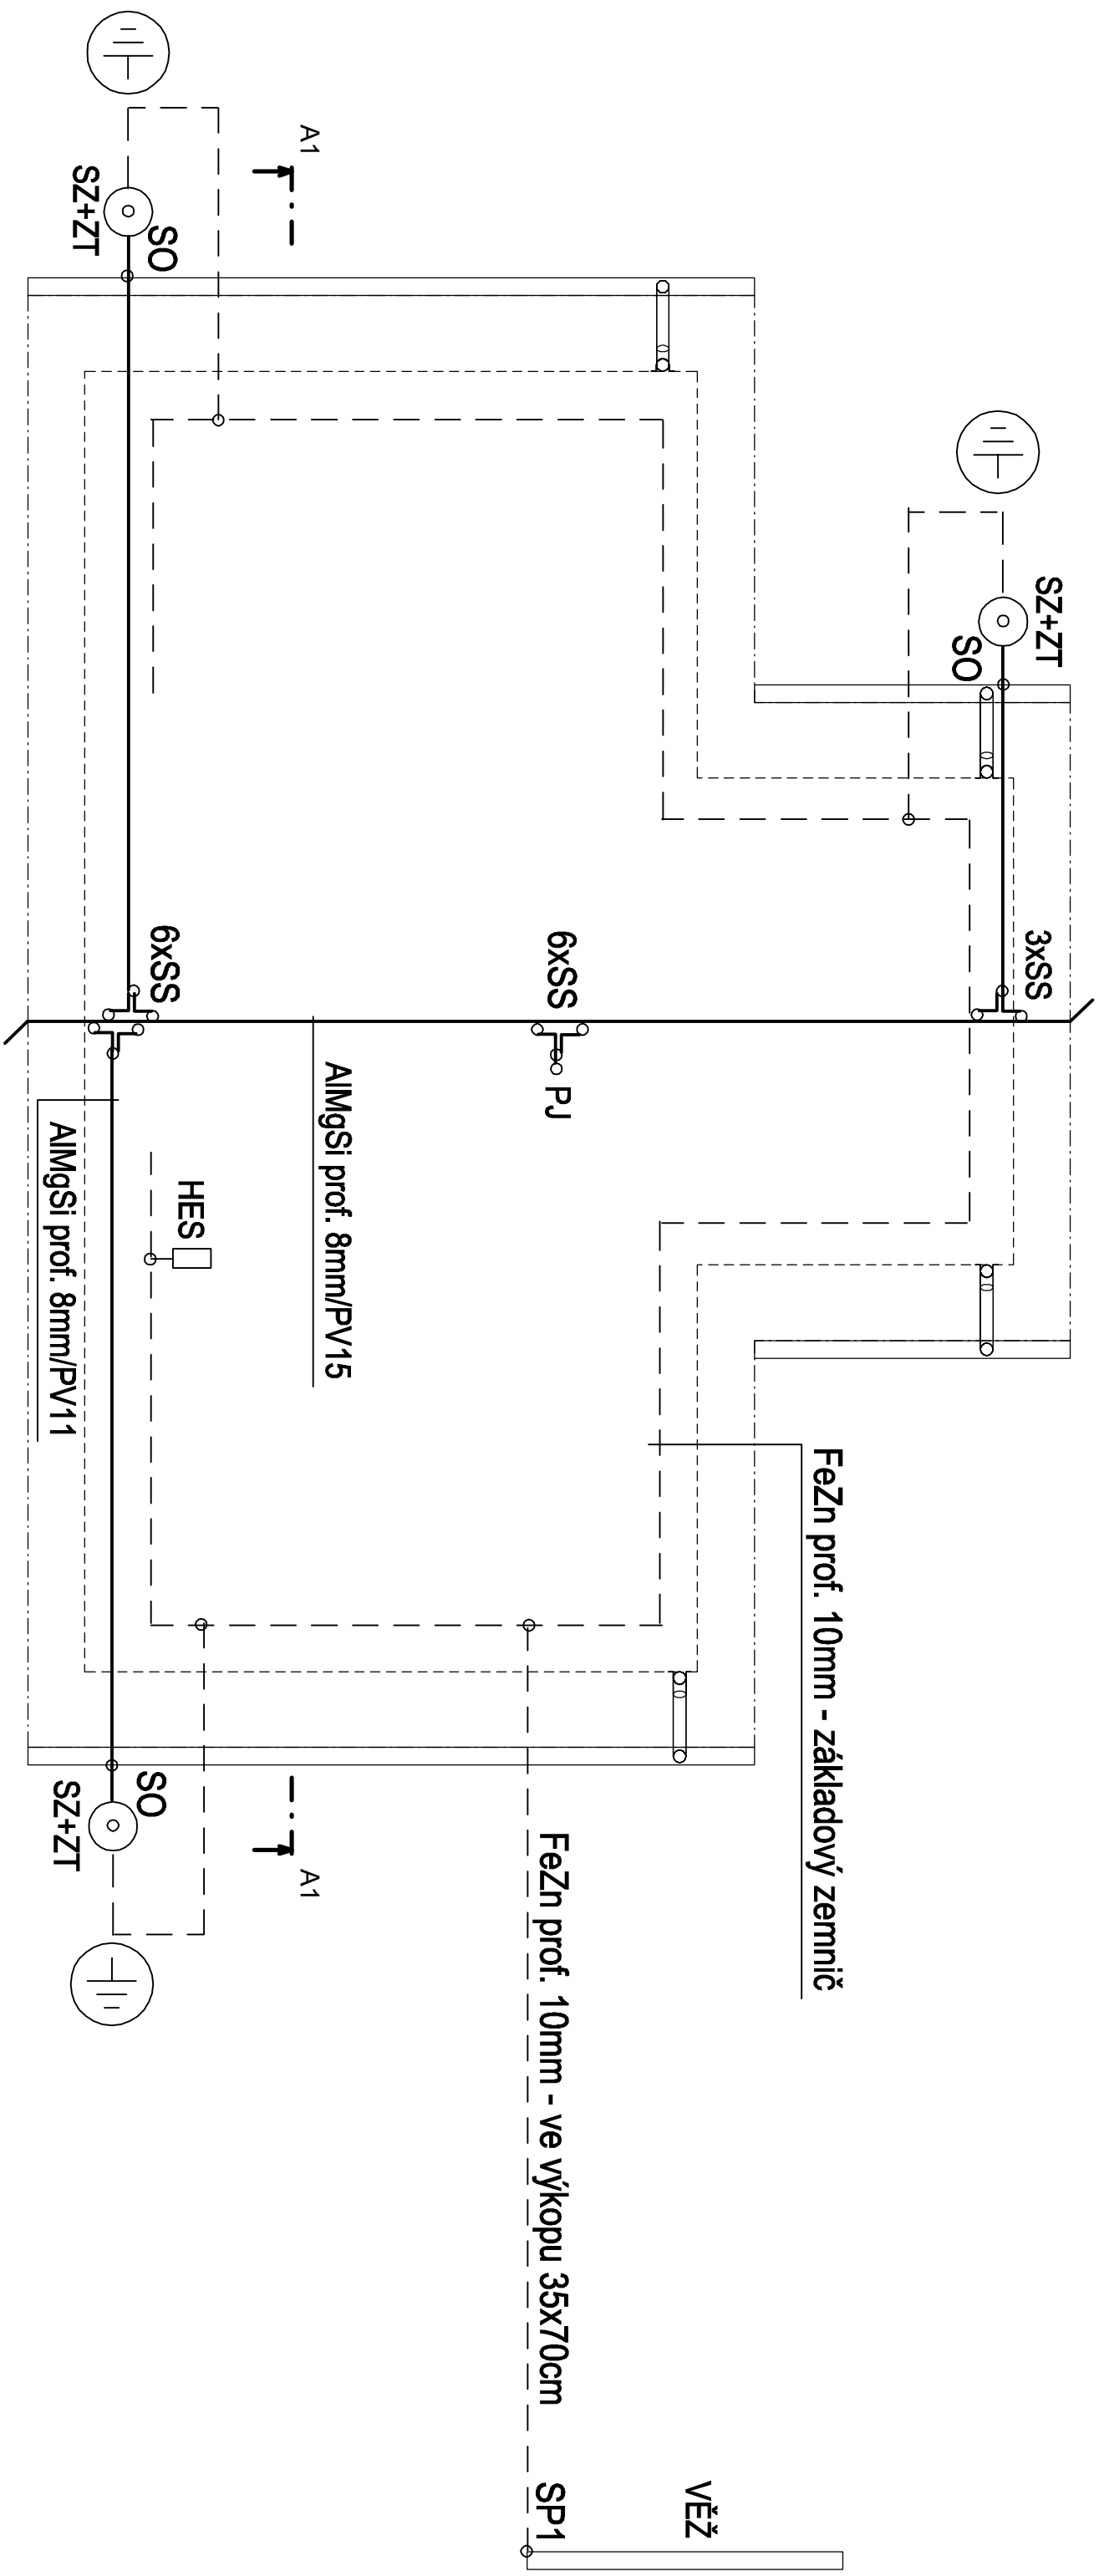 SZ+ZT
3xSS
SO
FeZn prof. 10mm - základový zemnič
VĚŽ
6xSS
PJ
FeZn prof. 10mm - ve výkopu 35x70cm
SP1
AlMgSi prof. 8mm/PV15
A1
A1
HES
SO
6xSS
SO
SZ+ZT
AlMgSi prof. 8mm/PV11
SZ+ZT